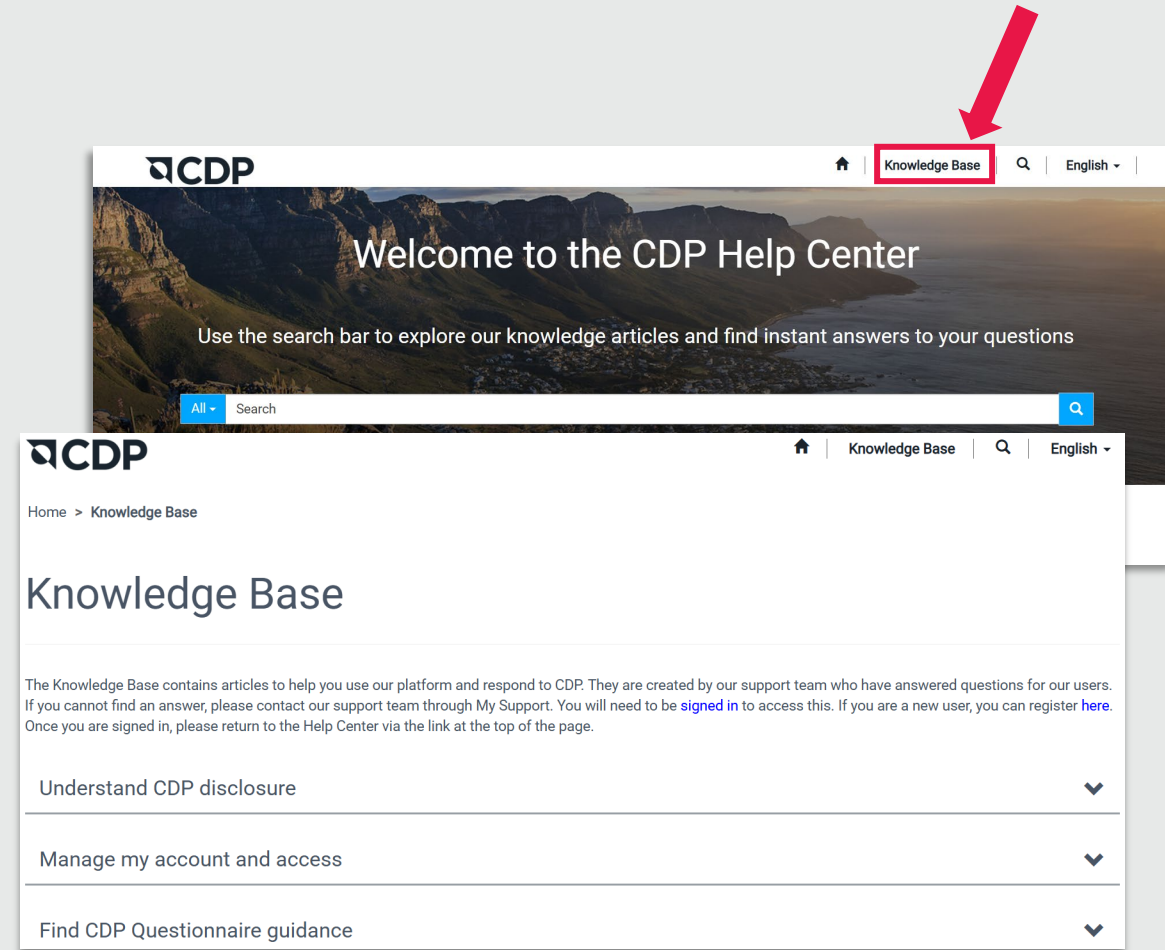 CDP
Knowledge Base
English
Welcome to the CDP Help Center
Use the search bar to explore our knowledge articles and find instant answers to your questions
All
Search
CDP
Knowledge Base
English
Home > Knowledge Base
Knowledge Base
The Knowledge Base contains articles to help you use our platform and respond to CDP. They are created by our support team who have answered questions for our users.
If you cannot find an answer, please contact our support team through My Support. You will need to be signed in to access this. If you are a new user, you can register here.
Once you are signed in, please return to the Help Center via the link at the top of the page.
Understand CDP disclosure
Manage my account and access
Find CDP Questionnaire guidance